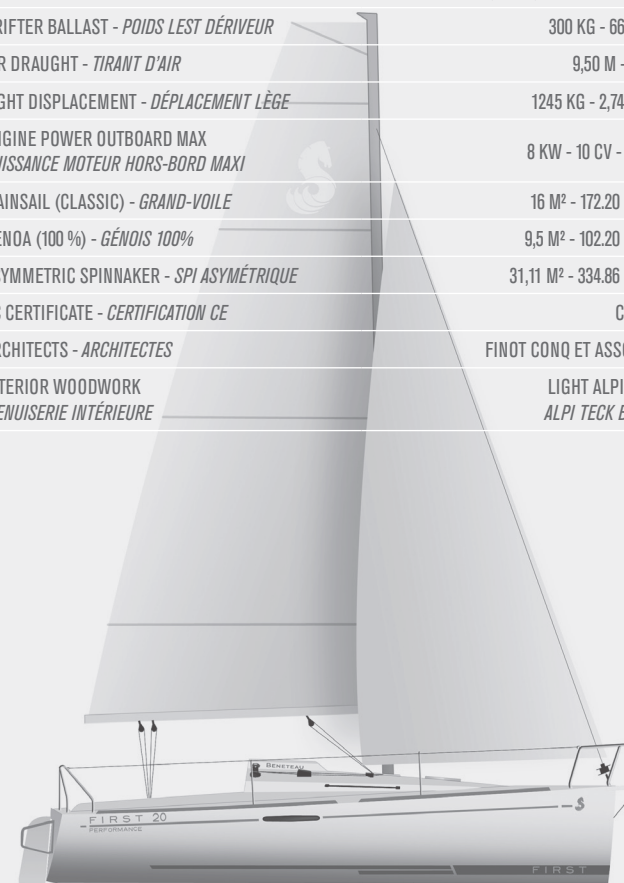 RIFTER BALLAST - POIDS LEST DÉRIVEUR 300 KG - 66
R DRAUGHT - TIRANT D'AIR 9,50 M -
GHT DISPLACEMENT - DÉPLACEMENT LÈGE 1245 KG - 2,74
NGINE POWER OUTBOARD MAX
UISSANCE MOTEUR HORS-BORD MAXI 8 KW - 10 CV -
AINSAIL (CLASSIC) - GRAND-VOILE 16 M² - 172.20
ENOA (100 %) - GÉNOIS 100% 9,5 M² - 102.20
SYMMETRIC SPINNAKER - SPI ASYMÉTRIQUE 31,11 M² - 334.86
CERTIFICATE - CERTIFICATION CE C
RCHITECTS - ARCHITECTES FINOT CONQ ET ASSO
TERIOR WOODWORK LIGHT ALPI
ENUISERIE INTÉRIEURE ALPI TECK
BENETEAU
FIRST 20
PERFORMANCE
FIRST